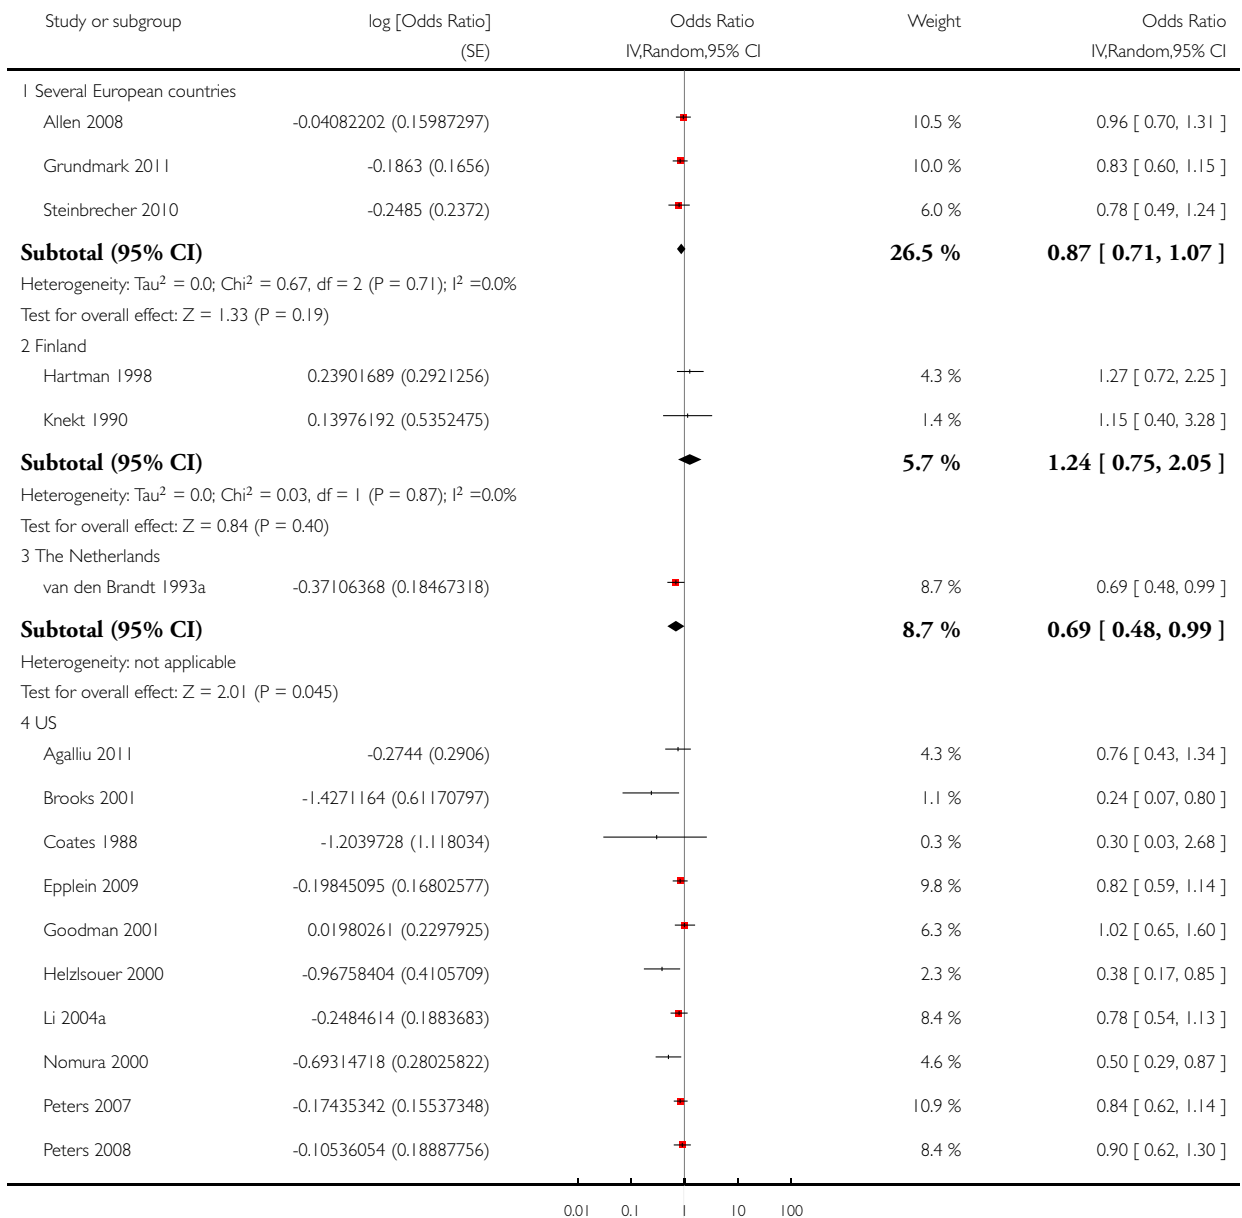 Study or subgroup log [Odds Ratio] Odds Ratio Weight Odds Ratio
(SE) IV,Random,95% CI IV,Random,95% CI
1 Several European countries
Allen 2008 -0.04082202 (0.15987297) 10.5 % 0.96 [ 0.70, 1.31 ]
Grundmark 2011 -0.1863 (0.1656) 10.0 % 0.83 [ 0.60, 1.15 ]
Steinbrecher 2010 -0.2485 (0.2372) 6.0 % 0.78 [ 0.49, 1.24 ]
Subtotal (95% CI) 26.5 % 0.87 [ 0.71, 1.07 ]
Heterogeneity: Tau² = 0.0; Chi² = 0.67, df = 2 (P = 0.71); I² =0.0%
Test for overall effect: Z = 1.33 (P = 0.19)
2 Finland
Hartman 1998 0.23901689 (0.2921256) 4.3 % 1.27 [ 0.72, 2.25 ]
Knekt 1990 0.13976192 (0.5352475) 1.4 % 1.15 [ 0.40, 3.28 ]
Subtotal (95% CI) 5.7 % 1.24 [ 0.75, 2.05 ]
Heterogeneity: Tau² = 0.0; Chi² = 0.03, df = 1 (P = 0.87); I² =0.0%
Test for overall effect: Z = 0.84 (P = 0.40)
3 The Netherlands
van den Brandt 1993a -0.37106368 (0.18467318) 8.7 % 0.69 [ 0.48, 0.99 ]
Subtotal (95% CI) 8.7 % 0.69 [ 0.48, 0.99 ]
Heterogeneity: not applicable
Test for overall effect: Z = 2.01 (P = 0.045)
4 US
Agalliu 2011 -0.2744 (0.2906) 4.3 % 0.76 [ 0.43, 1.34 ]
Brooks 2001 -1.4271164 (0.61170797) 1.1 % 0.24 [ 0.07, 0.80 ]
Coates 1988 -1.2039728 (1.118034) 0.3 % 0.30 [ 0.03, 2.68 ]
Epplein 2009 -0.19845095 (0.16802577) 9.8 % 0.82 [ 0.59, 1.14 ]
Goodman 2001 0.01980261 (0.2297925) 6.3 % 1.02 [ 0.65, 1.60 ]
Helzlsouer 2000 -0.96758404 (0.4105709) 2.3 % 0.38 [ 0.17, 0.85 ]
Li 2004a -0.2484614 (0.1883683) 8.4 % 0.78 [ 0.54, 1.13 ]
Nomura 2000 -0.69314718 (0.28025822) 4.6 % 0.50 [ 0.29, 0.87 ]
Peters 2007 -0.17435342 (0.15537348) 10.9 % 0.84 [ 0.62, 1.14 ]
Peters 2008 -0.10536054 (0.18887756) 8.4 % 0.90 [ 0.62, 1.30 ]
0.01 0.1 1 10 100